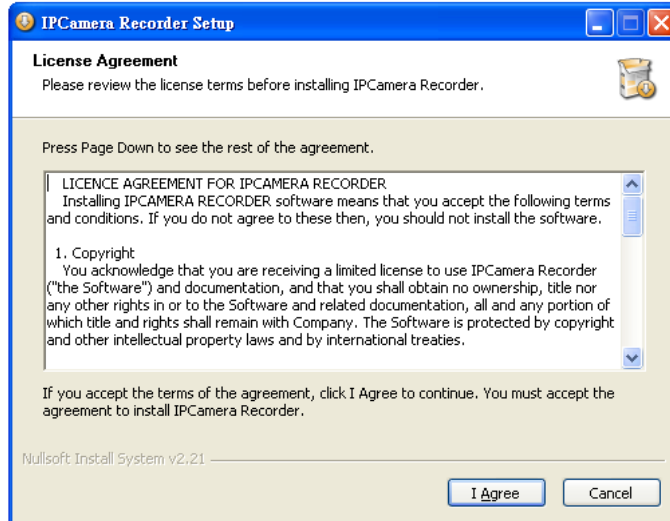 IPCamera Recorder Setup
License Agreement
Please review the license terms before installing IPCamera Recorder.
Press Page Down to see the rest of the agreement.
LICENCE AGREEMENT FOR IPCAMERA RECORDER
Installing IPCAMERA RECORDER software means that you accept the following terms
and conditions. If you do not agree to these then, you should not install the software.
1. Copyright
You acknowledge that you are receiving a limited license to use IPCamera Recorder
("the Software") and documentation, and that you shall obtain no ownership, title nor
any other rights in or to the Software and related documentation, all and any portion of
which title and rights shall remain with Company. The Software is protected by copyright
and other intellectual property laws and by international treaties.
If you accept the terms of the agreement, click I Agree to continue. You must accept the
agreement to install IPCamera Recorder.
Nullsoft Install System v2.21
I Agree
Cancel